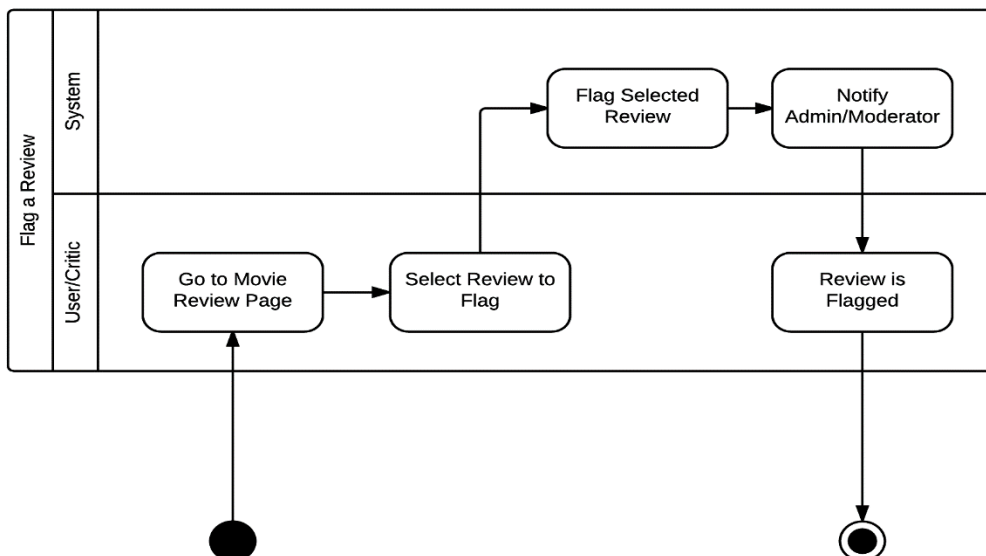 Flag a Review
System
Flag Selected
Review
Notify
Admin/Moderator
User/Critic
Go to Movie
Review Page
Select Review to
Flag
Review is
Flagged